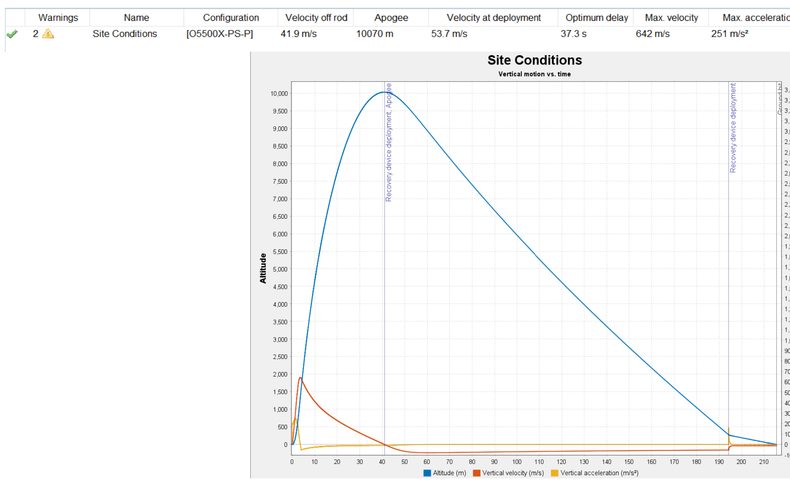 Warnings Name Configuration Velocity off rod Apogee Velocity at deployment Optimum delay Max. velocity Max. acceleratio
2 Site Conditions [O5500X-PS-P] 41.9 m/s 10070 m 53.7 m/s 37.3 s 642 m/s 251 m/s²
Site Conditions
Vertical motion vs. time
Recovery device deployment, Apogee
Recovery device deployment
Altitude
10,000
9,500
9,000
8,500
8,000
7,500
7,000
6,500
6,000
5,500
5,000
4,500
4,000
3,500
3,000
2,500
2,000
1,500
1,000
500
0
0 10 20 30 40 50 60 70 80 90 100 110 120 130 140 150 160 170 180 190 200 210
Altitude (m) Vertical velocity (m/s) Vertical acceleration (m/s²)